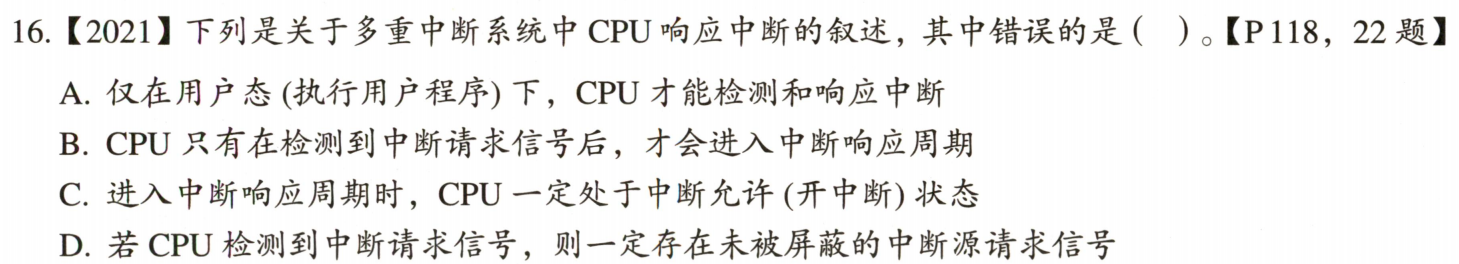 16.【2021】下列是关于多重中断系统中 CPU 响应中断的叙述，其中错误的是（　）。【P118，22 题】
A. 仅在用户态 (执行用户程序) 下，CPU 才能检测和响应中断
B. CPU 只有在检测到中断请求信号后，才会进入中断响应周期
C. 进入中断响应周期时，CPU 一定处于中断允许 (开中断) 状态
D. 若 CPU 检测到中断请求信号，则一定存在未被屏蔽的中断源请求信号